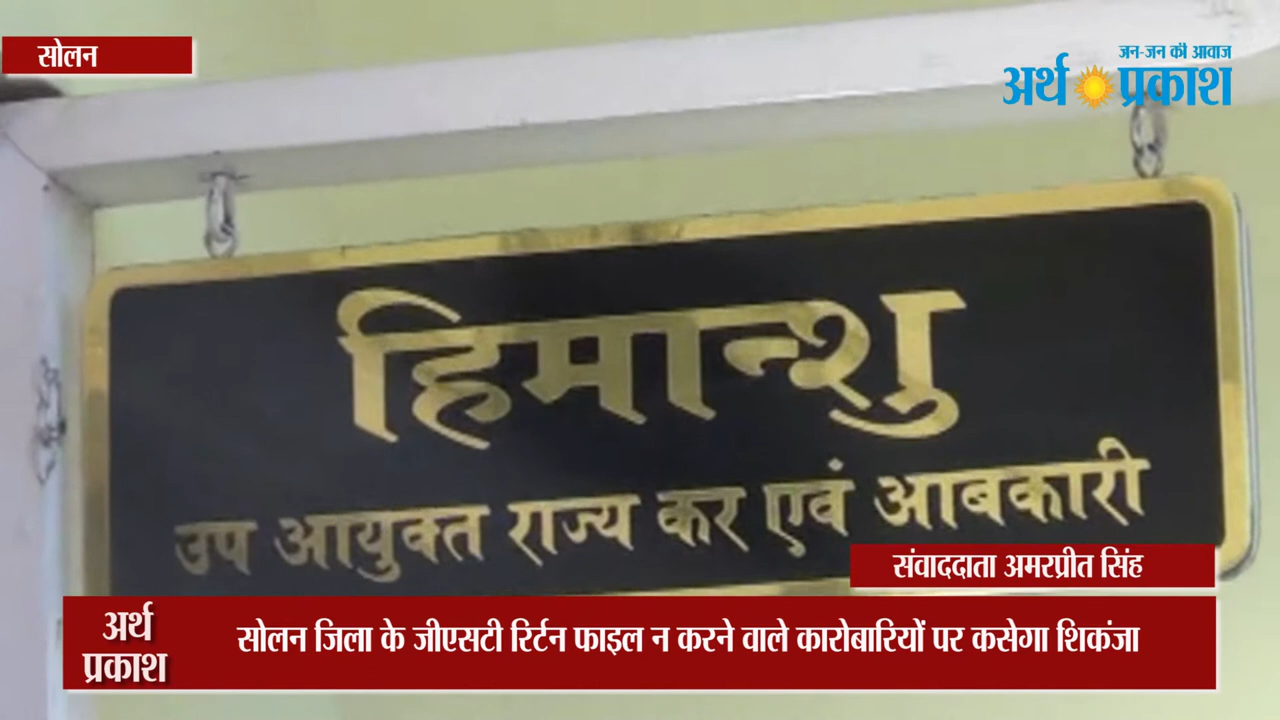 सोलन
जन-जन की आवाज
अर्थ प्रकाश
हिमान्शु
उप आयुक्त राज्य कर एवं आबकारी
संवाददाता अमरप्रीत सिंह
अर्थ
प्रकाश
सोलन जिला के जीएसटी रिर्टन फाइल न करने वाले कारोबारियों पर कसेगा शिकंजा